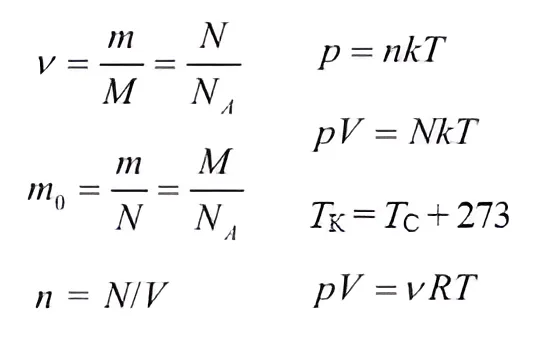 ν = m/M = N/N_A
m₀ = m/N = M/N_A
n = N/V
p = nkT
pV = NkT
T_K = T_C + 273
pV = νRT